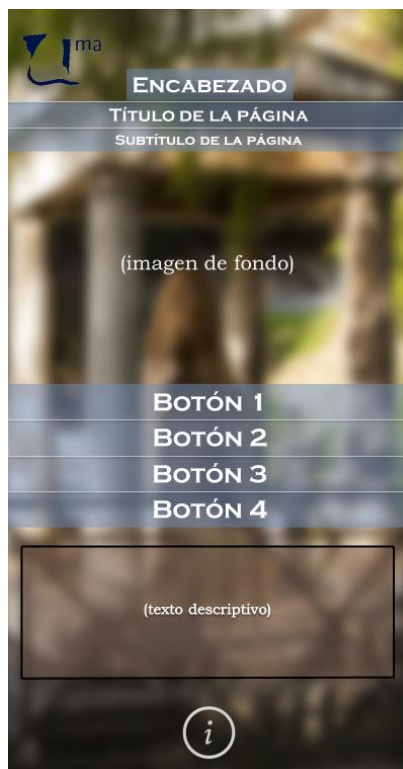 uma
ENCABEZADO
TÍTULO DE LA PÁGINA
SUBTÍTULO DE LA PÁGINA
(imagen de fondo)
BOTÓN 1
BOTÓN 2
BOTÓN 3
BOTÓN 4
(texto descriptivo)
i